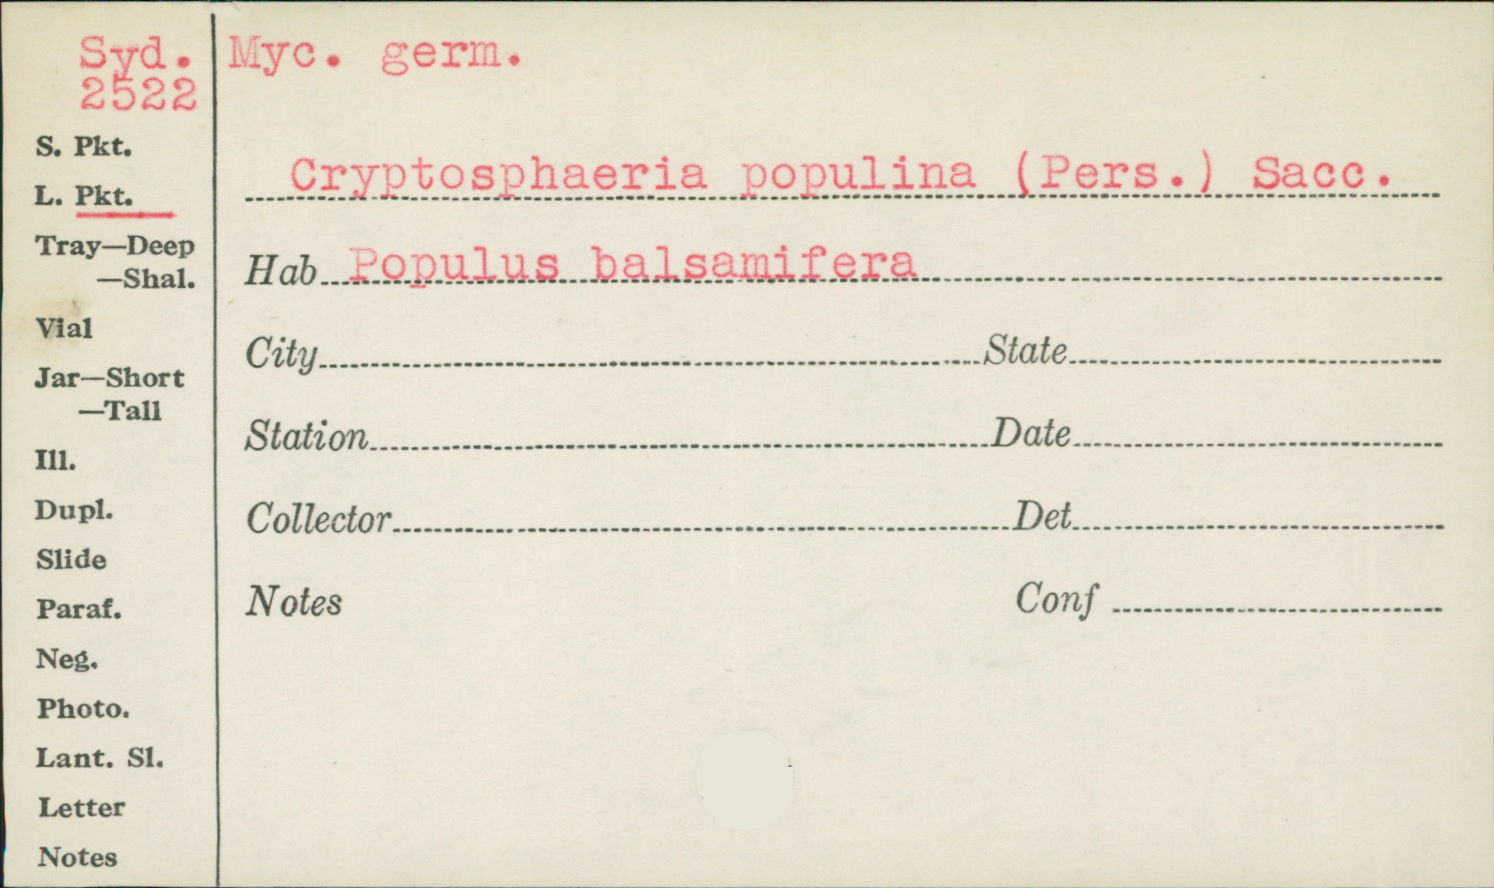 Syd. Myc. germ.
2522
S. Pkt.
L. Pkt.
Tray—Deep
—Shal.
Vial
Jar—Short
—Tall
Ill.
Dupl.
Slide
Paraf.
Neg.
Photo.
Lant. Sl.
Letter
Notes
Cryptosphaeria populina (Pers.) Sacc.
Hab Populus balsamifera
City State
Station Date
Collector Det
Notes Conf